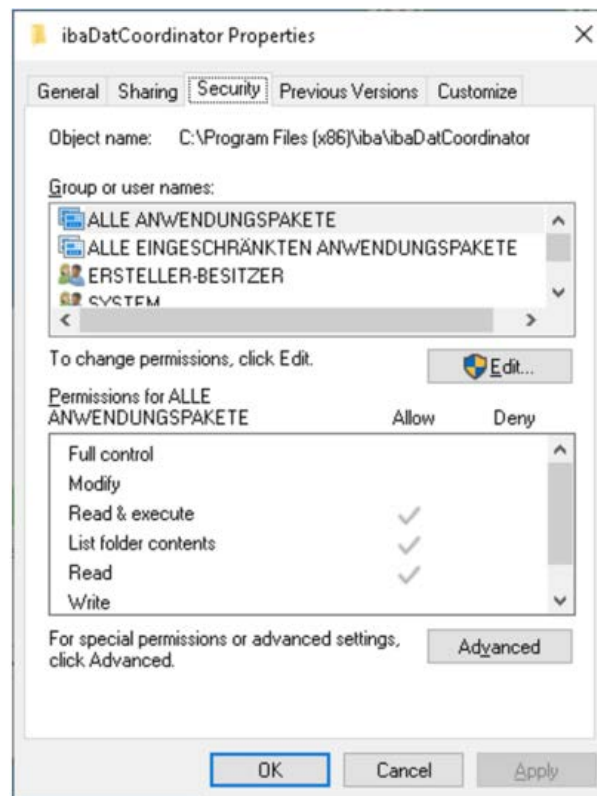 ibaDatCoordinator Properties
General Sharing Security Previous Versions Customize
Object name: C:\Program Files (x86)\iba\ibaDatCoordinator
Group or user names:
ALLE ANWENDUNGSPAKETE
ALLE EINGESCHRÄNKTEN ANWENDUNGSPAKETE
ERSTELLER-BESITZER
SYSTEM
To change permissions, click Edit.
Edit...
Permissions for ALLE
ANWENDUNGSPAKETE Allow Deny
Full control
Modify
Read & execute
List folder contents
Read
Write
For special permissions or advanced settings,
click Advanced.
Advanced
OK Cancel Apply